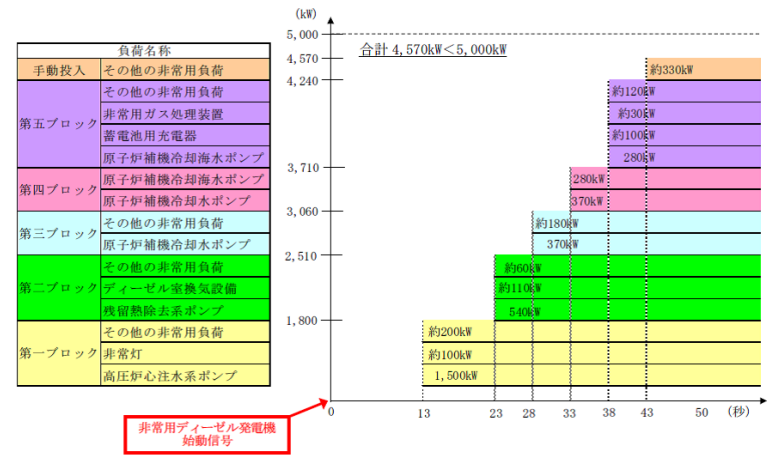 (kW)
5,000
合計 4,570kW＜5,000kW
負荷名称
4,570
手動投入 その他の非常用負荷 約330kW
4,240
その他の非常用負荷 約120kW
非常用ガス処理装置 約30kW
第五ブロック
蓄電池用充電器 約100kW
原子炉補機冷却海水ポンプ 280kW
3,710
原子炉補機冷却海水ポンプ 280kW
第四ブロック
原子炉補機冷却水ポンプ 370kW
3,060
その他の非常用負荷 約180kW
第三ブロック
原子炉補機冷却水ポンプ 370kW
2,510
その他の非常用負荷 約60kW
第二ブロック ディーゼル室換気設備 約110kW
残留熱除去系ポンプ 540kW
1,800
その他の非常用負荷 約200kW
第一ブロック 非常灯 約100kW
高圧炉心注水系ポンプ 1,500kW
0 13 23 28 33 38 43 50 (秒)
非常用ディーゼル発電機
始動信号